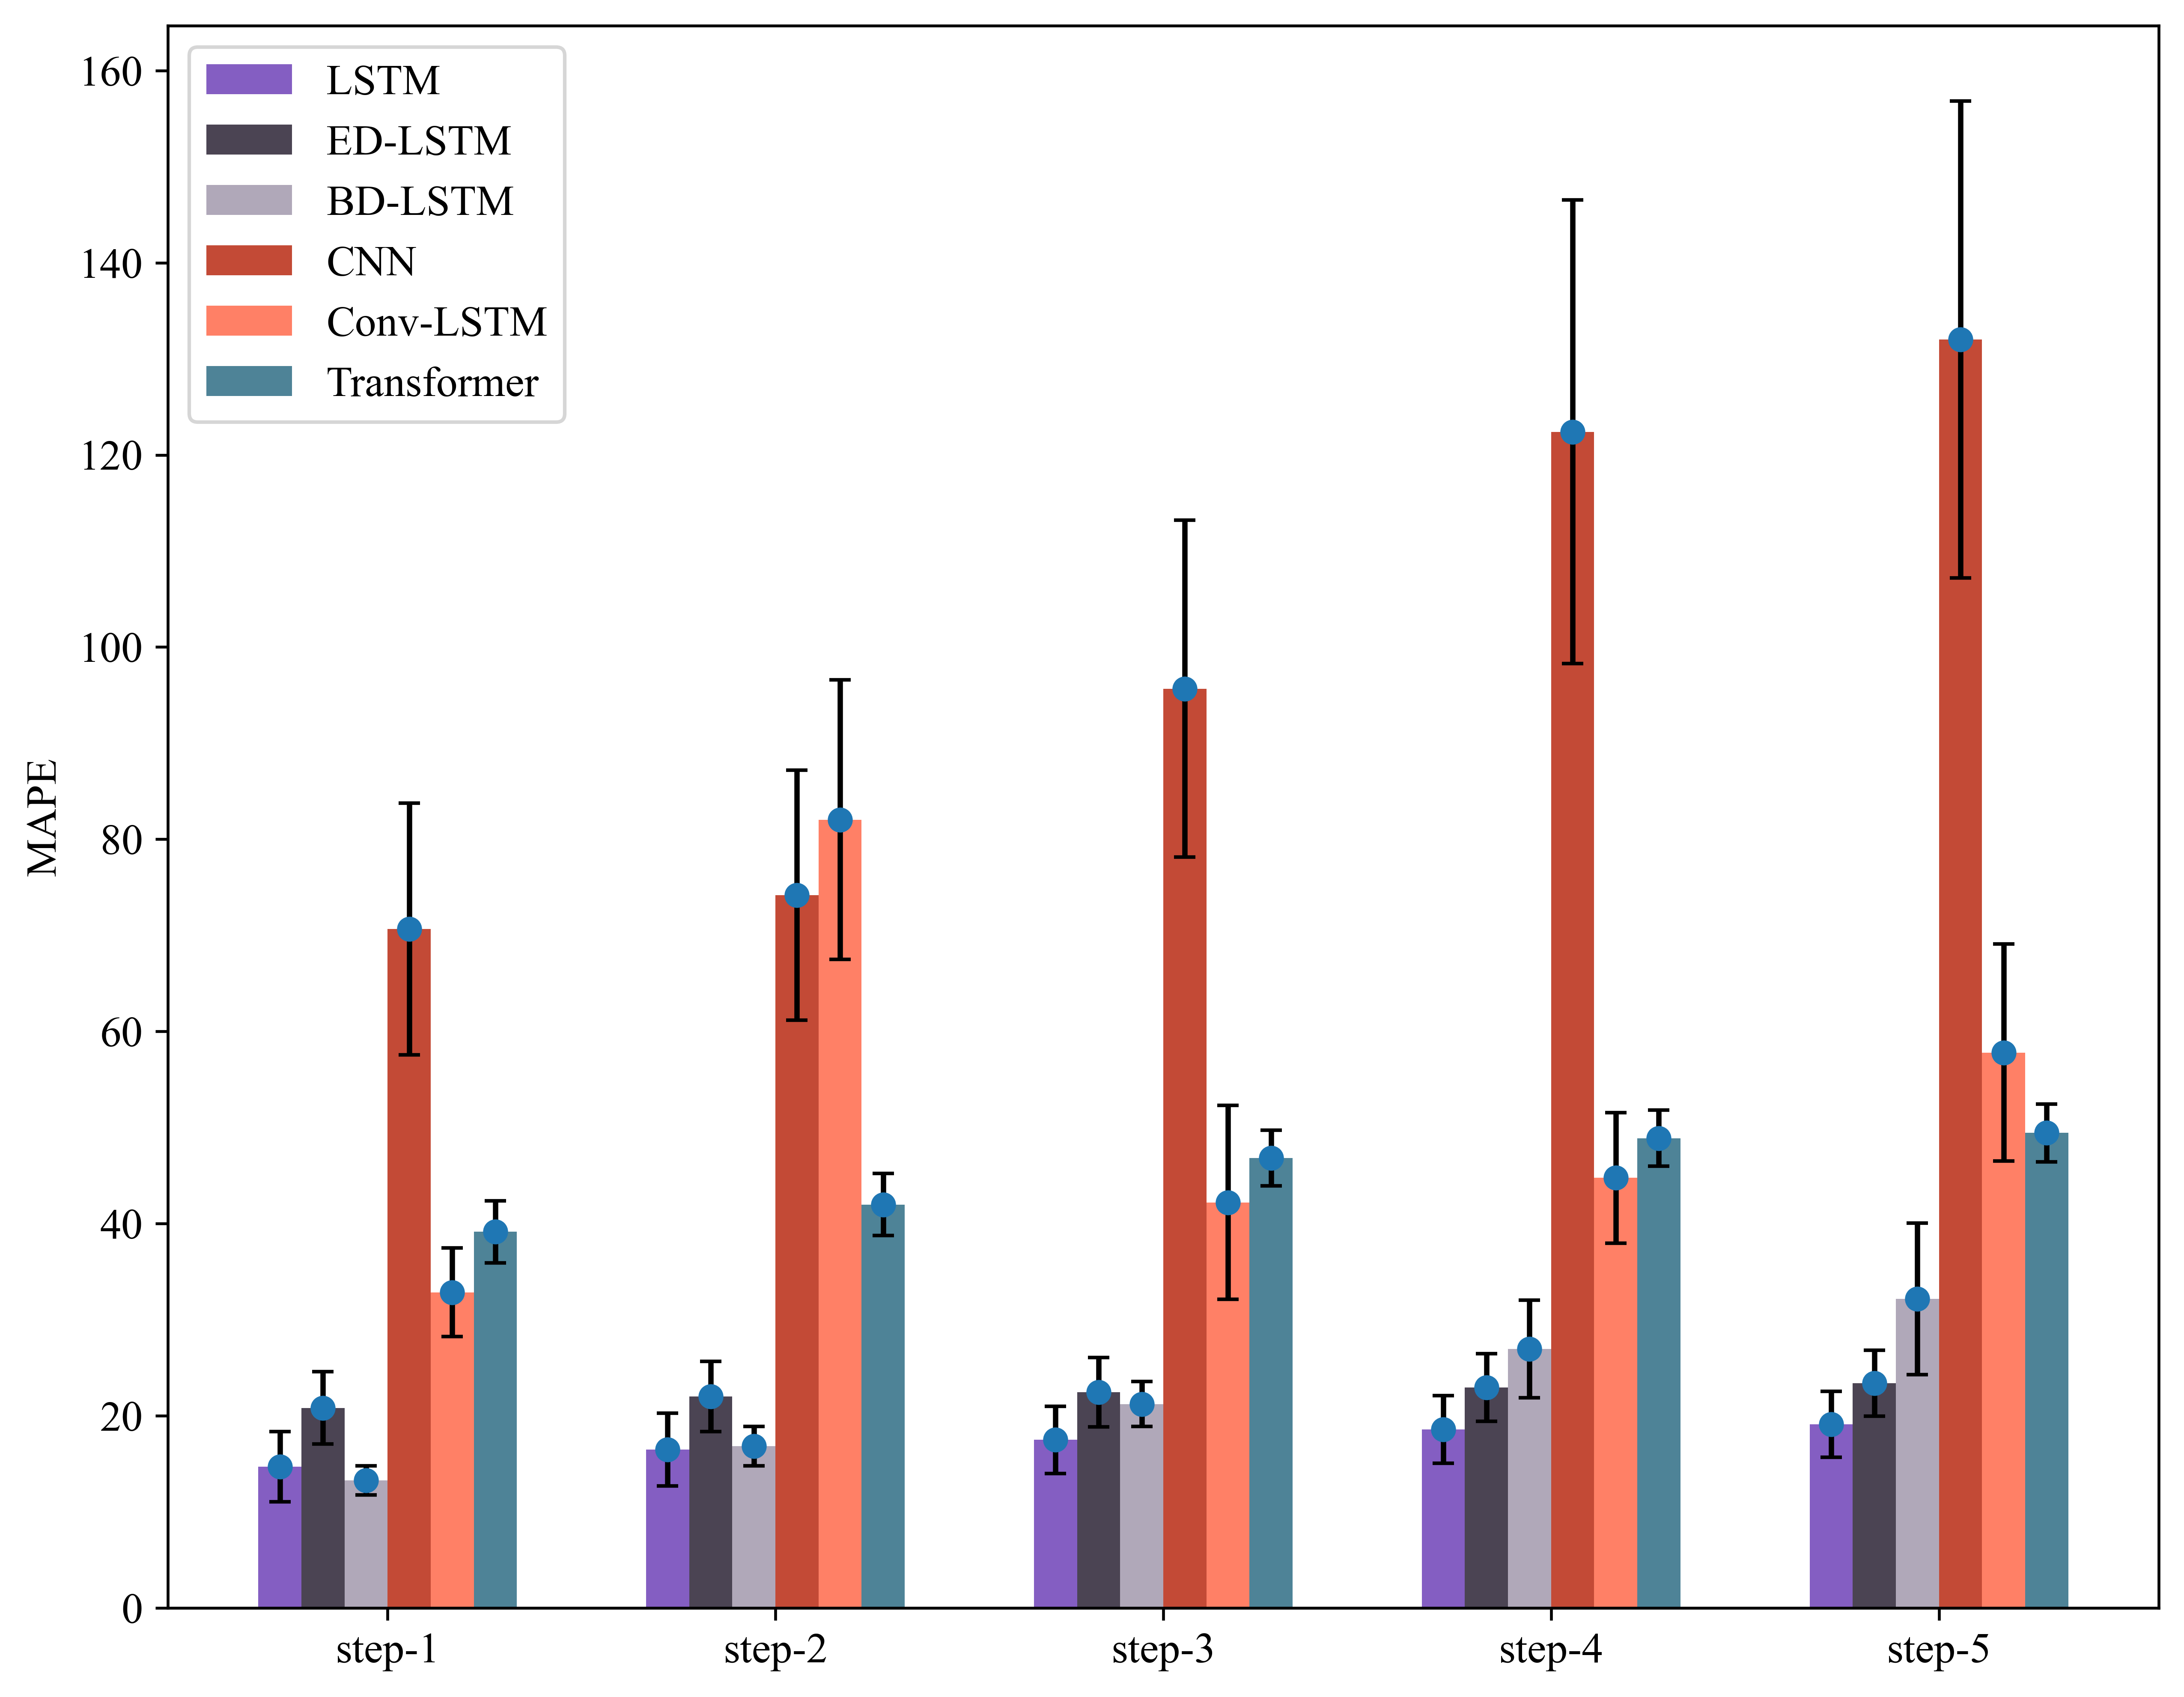 LSTM
ED-LSTM
BD-LSTM
CNN
Conv-LSTM
Transformer
MAPE
160
140
120
100
80
60
40
20
0
step-1 step-2 step-3 step-4 step-5